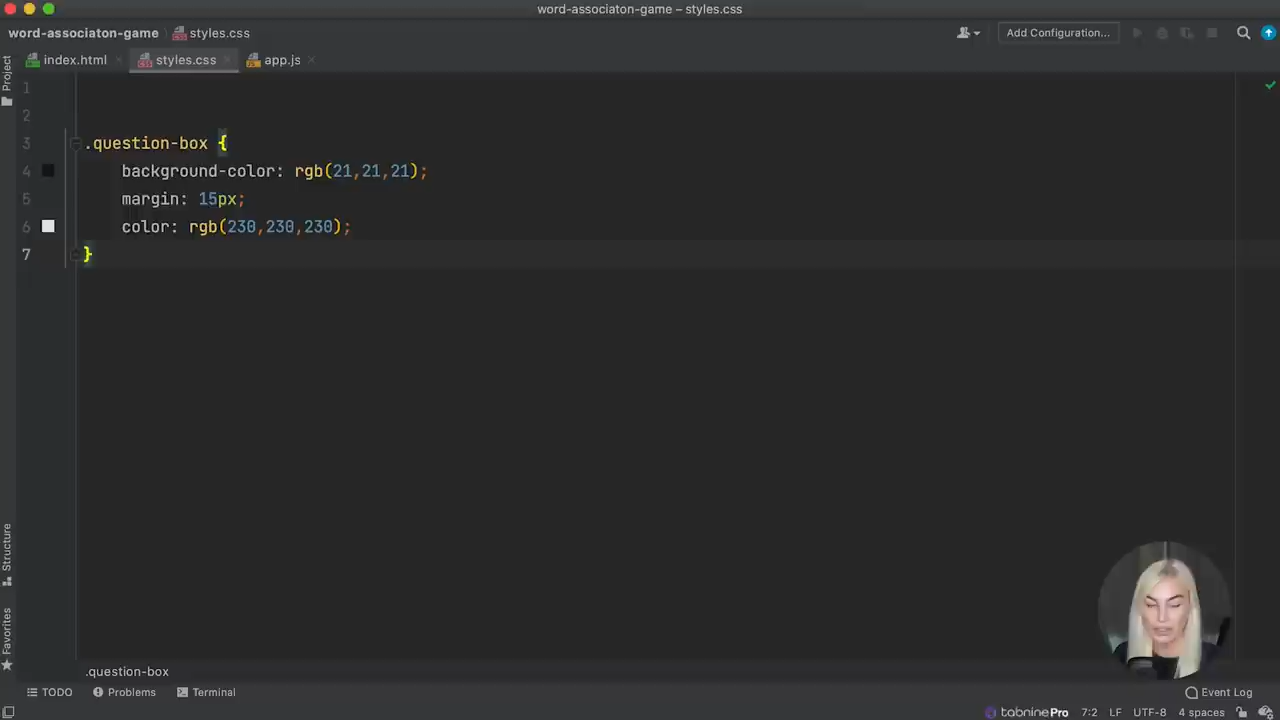 word-associaton-game – styles.css
word-associaton-game styles.css
Add Configuration...
Project
index.html styles.css app.js
1
2
3 .question-box {
4 background-color: rgb(21,21,21);
5 margin: 15px;
6 color: rgb(230,230,230);
7 }
Structure
Favorites
.question-box
TODO Problems Terminal Event Log
tabnine Pro 7:2 LF UTF-8 4 spaces